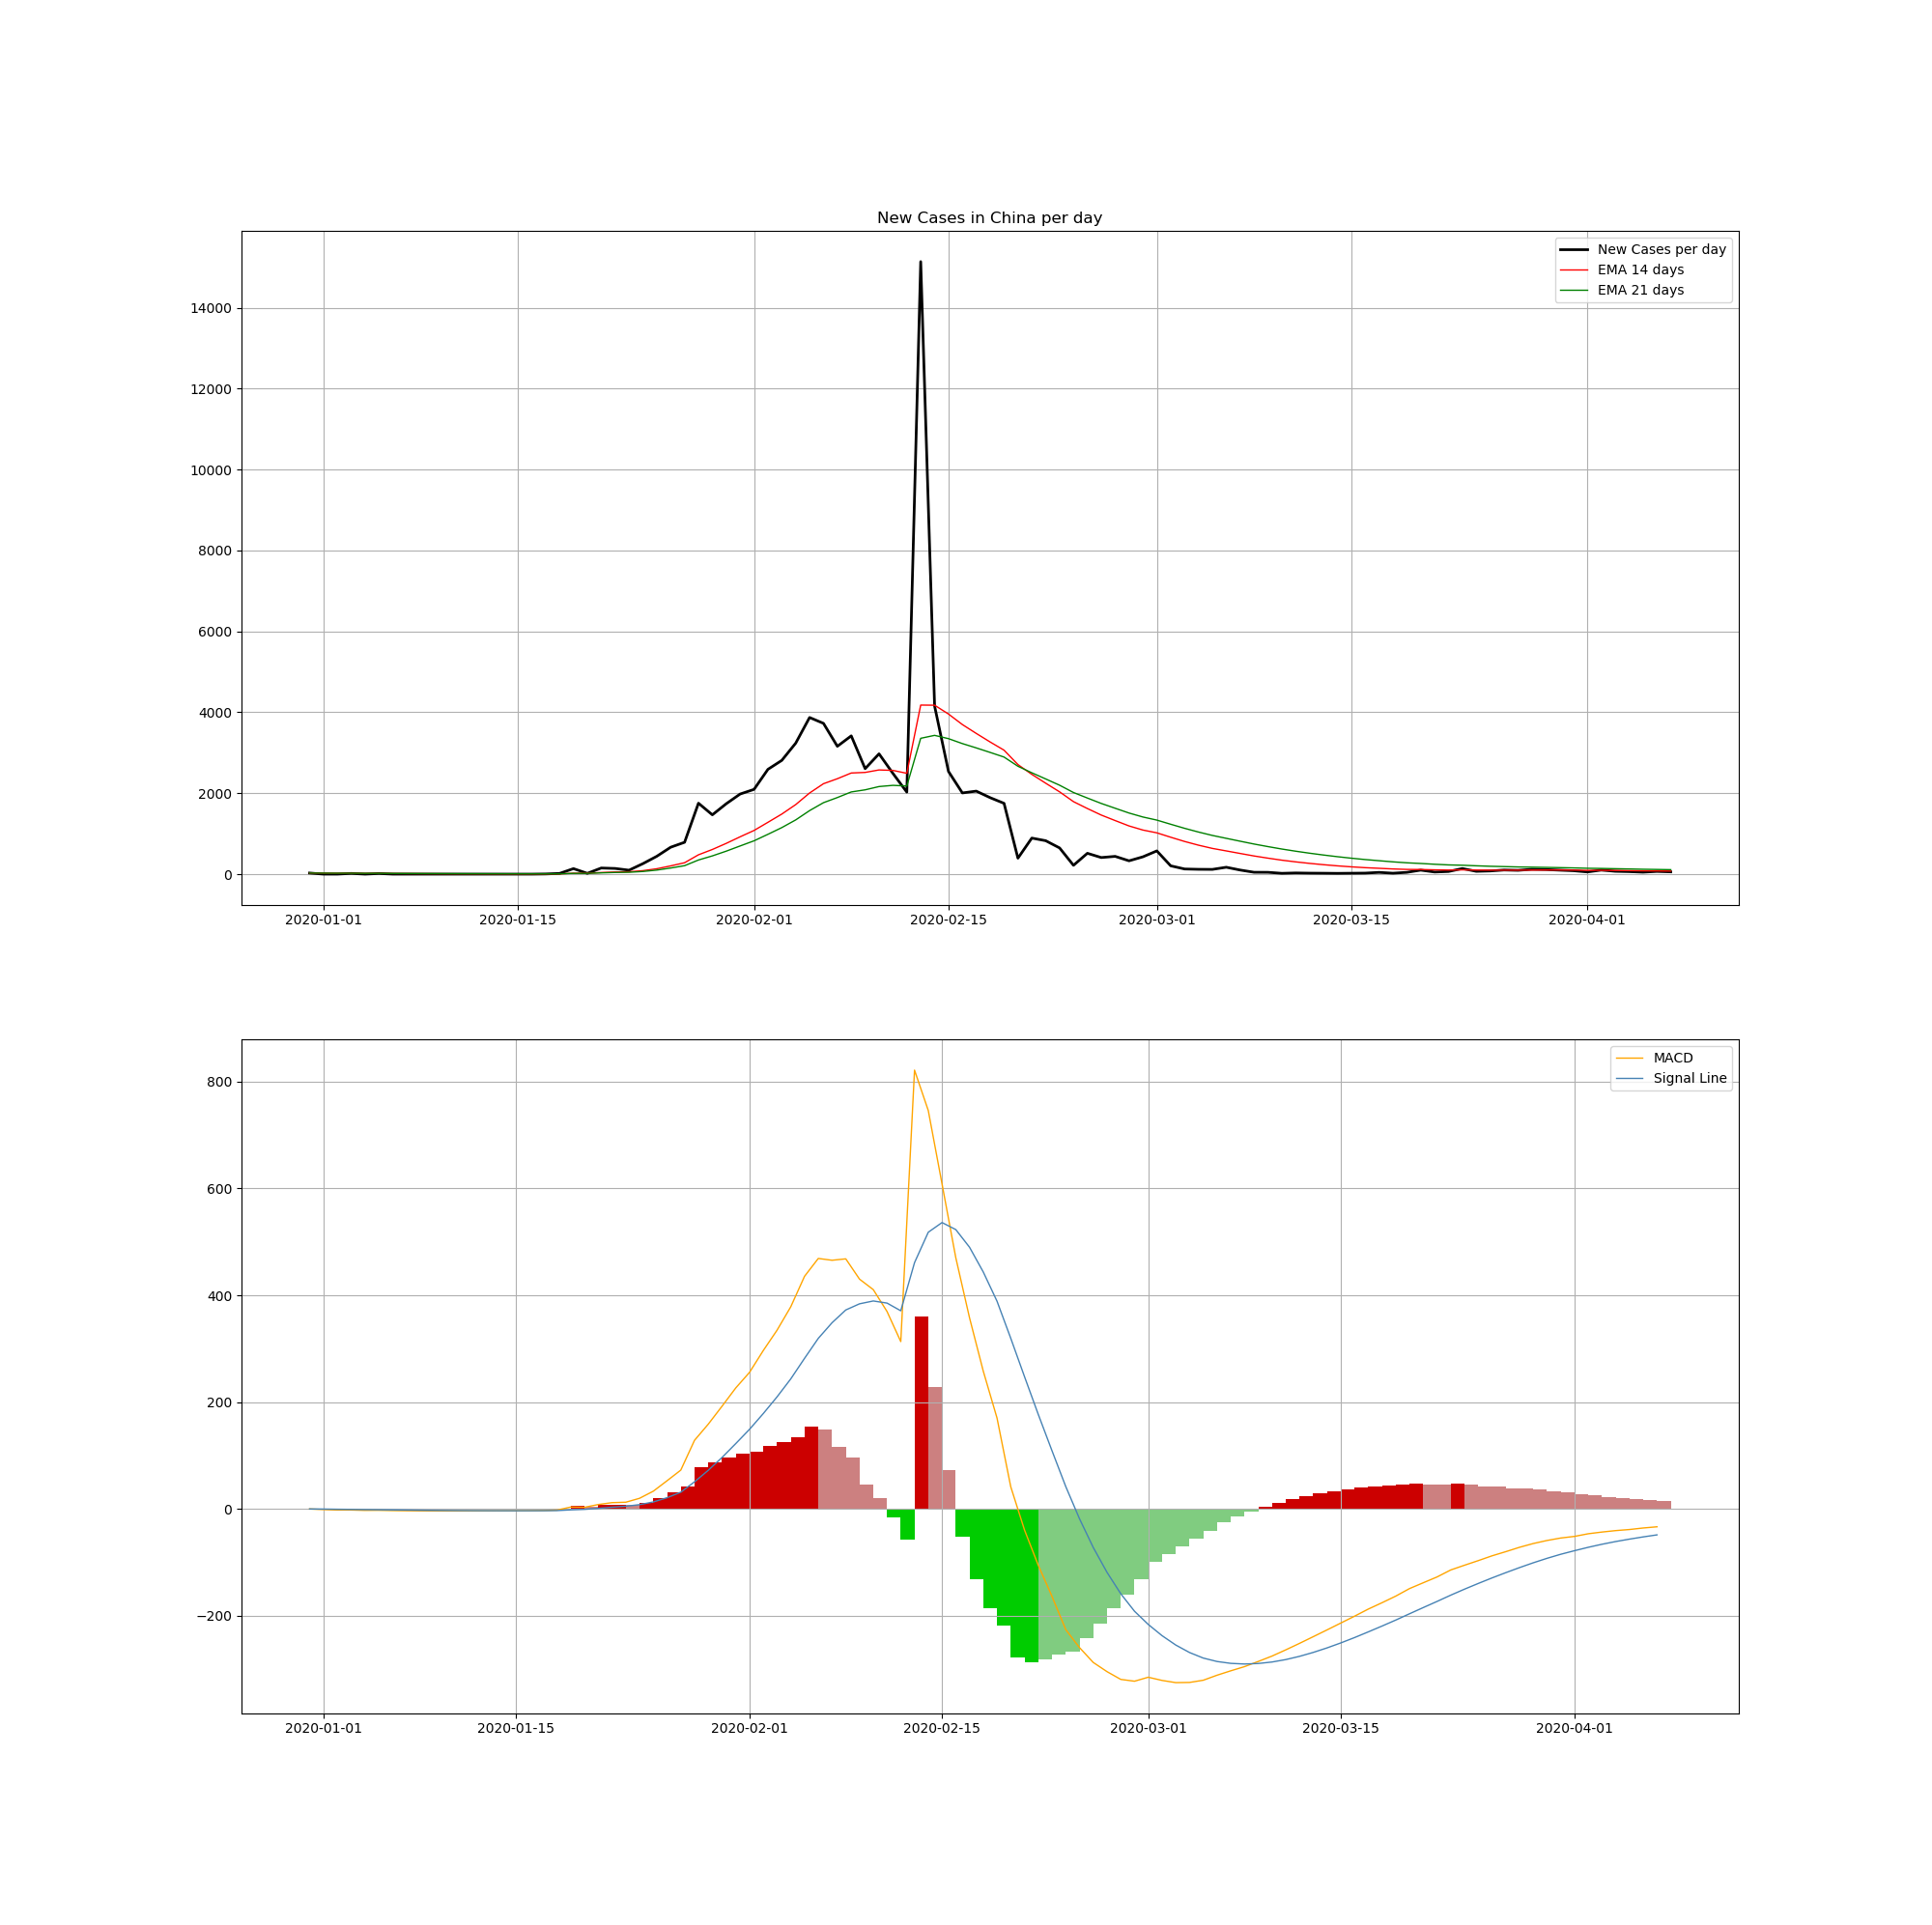 New Cases in China per day
New Cases per day
EMA 14 days
EMA 21 days
14000
12000
10000
8000
6000
4000
2000
0
2020-01-01 2020-01-15 2020-02-01 2020-02-15 2020-03-01 2020-03-15 2020-04-01
MACD
Signal Line
800
600
400
200
0
−200
2020-01-01 2020-01-15 2020-02-01 2020-02-15 2020-03-01 2020-03-15 2020-04-01